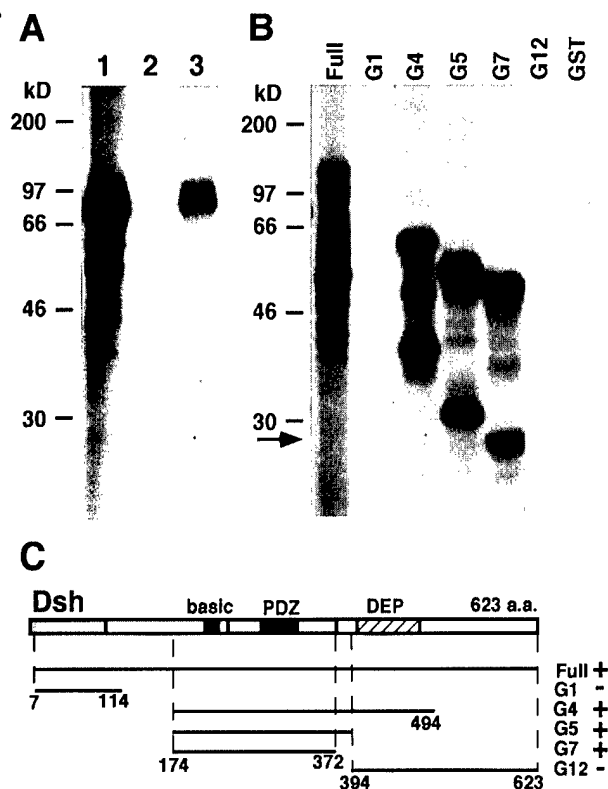 A
B
1 2 3
Full G1 G4 G5 G7 G12 GST
kD
200
97
66
46
30
kD
200
97
66
46
30
C
Dsh basic PDZ DEP 623 a.a.
Full +
G1 -
7 114
G4 +
494
G5 +
G7 +
174 372
G12 -
394 623